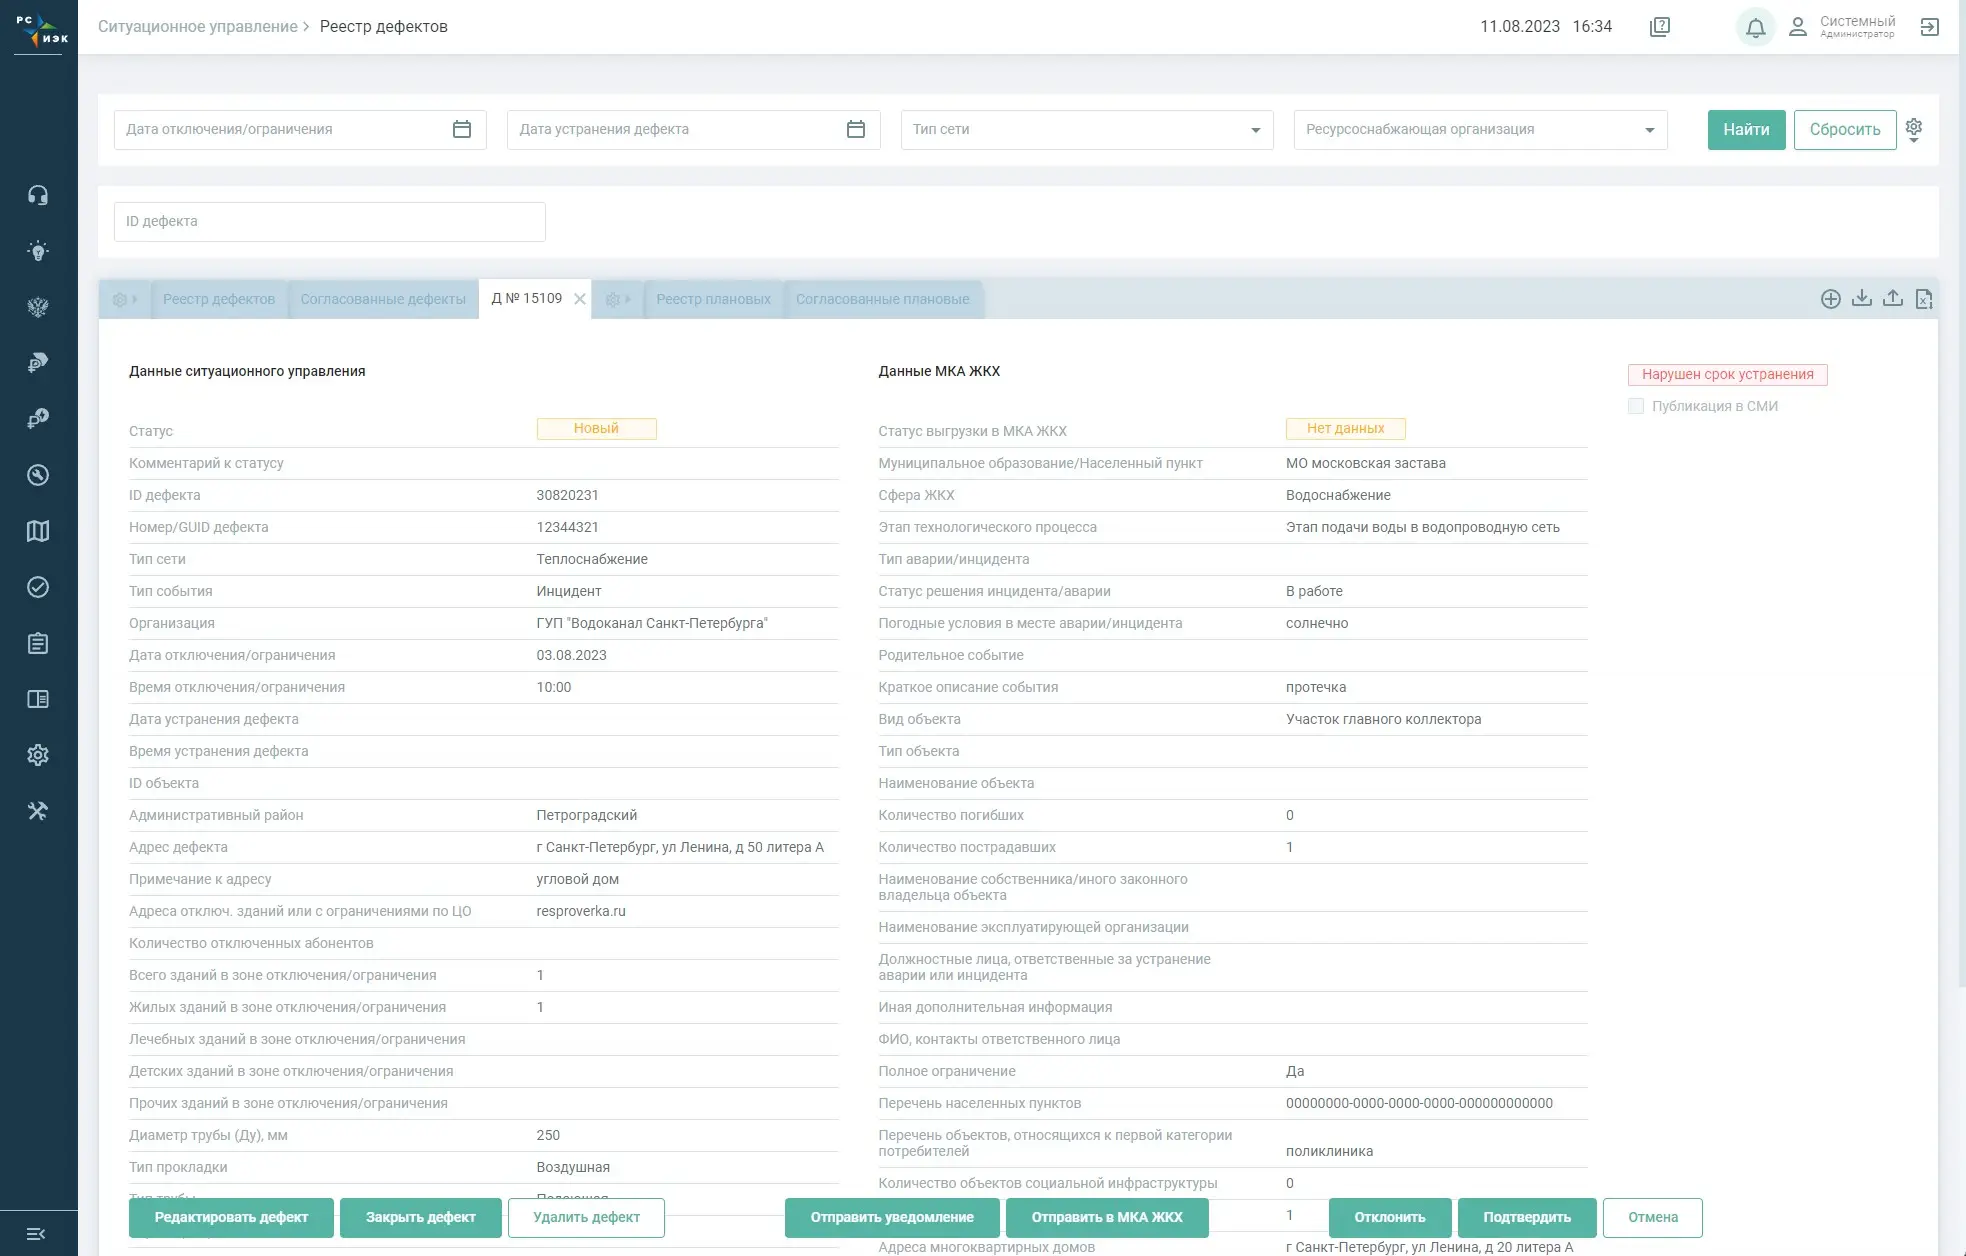 РС
ИЭК
Ситуационное управление > Реестр дефектов
11.08.2023 16:34
Системный
Администратор
Дата отключения/ограничения
Дата устранения дефекта
Тип сети
Ресурсоснабжающая организация
Найти
Сбросить
ID дефекта
Реестр дефектов
Согласованные дефекты
Д № 15109
Реестр плановых
Согласованные плановые
Данные ситуационного управления
Статус Новый
Комментарий к статусу
ID дефекта 30820231
Номер/GUID дефекта 12344321
Тип сети Теплоснабжение
Тип события Инцидент
Организация ГУП "Водоканал Санкт-Петербурга"
Дата отключения/ограничения 03.08.2023
Время отключения/ограничения 10:00
Дата устранения дефекта
Время устранения дефекта
ID объекта
Административный район Петроградский
Адрес дефекта г Санкт-Петербург, ул Ленина, д 50 литера А
Примечание к адресу угловой дом
Адреса отключ. зданий или с ограничениями по ЦО resproverka.ru
Количество отключенных абонентов
Всего зданий в зоне отключения/ограничения 1
Жилых зданий в зоне отключения/ограничения 1
Лечебных зданий в зоне отключения/ограничения
Детских зданий в зоне отключения/ограничения
Прочих зданий в зоне отключения/ограничения
Диаметр трубы (Ду), мм 250
Тип прокладки Воздушная
Данные МКА ЖКХ
Статус выгрузки в МКА ЖКХ Нет данных
Муниципальное образование/Населенный пункт МО московская застава
Сфера ЖКХ Водоснабжение
Этап технологического процесса Этап подачи воды в водопроводную сеть
Тип аварии/инцидента
Статус решения инцидента/аварии В работе
Погодные условия в месте аварии/инцидента солнечно
Родительное событие
Краткое описание события протечка
Вид объекта Участок главного коллектора
Тип объекта
Наименование объекта
Количество погибших 0
Количество пострадавших 1
Наименование собственника/иного законного
владельца объекта
Наименование эксплуатирующей организации
Должностные лица, ответственные за устранение
аварии или инцидента
Иная дополнительная информация
ФИО, контакты ответственного лица
Полное ограничение Да
Перечень населенных пунктов 00000000-0000-0000-0000-000000000000
Перечень объектов, относящихся к первой категории
потребителей поликлиника
Количество объектов социальной инфраструктуры 0
1
Адреса многоквартирных домов г Санкт-Петербург, ул Ленина, д 20 литера А
Нарушен срок устранения
Публикация в СМИ
Редактировать дефект
Закрыть дефект
Удалить дефект
Отправить уведомление
Отправить в МКА ЖКХ
Отклонить
Подтвердить
Отмена